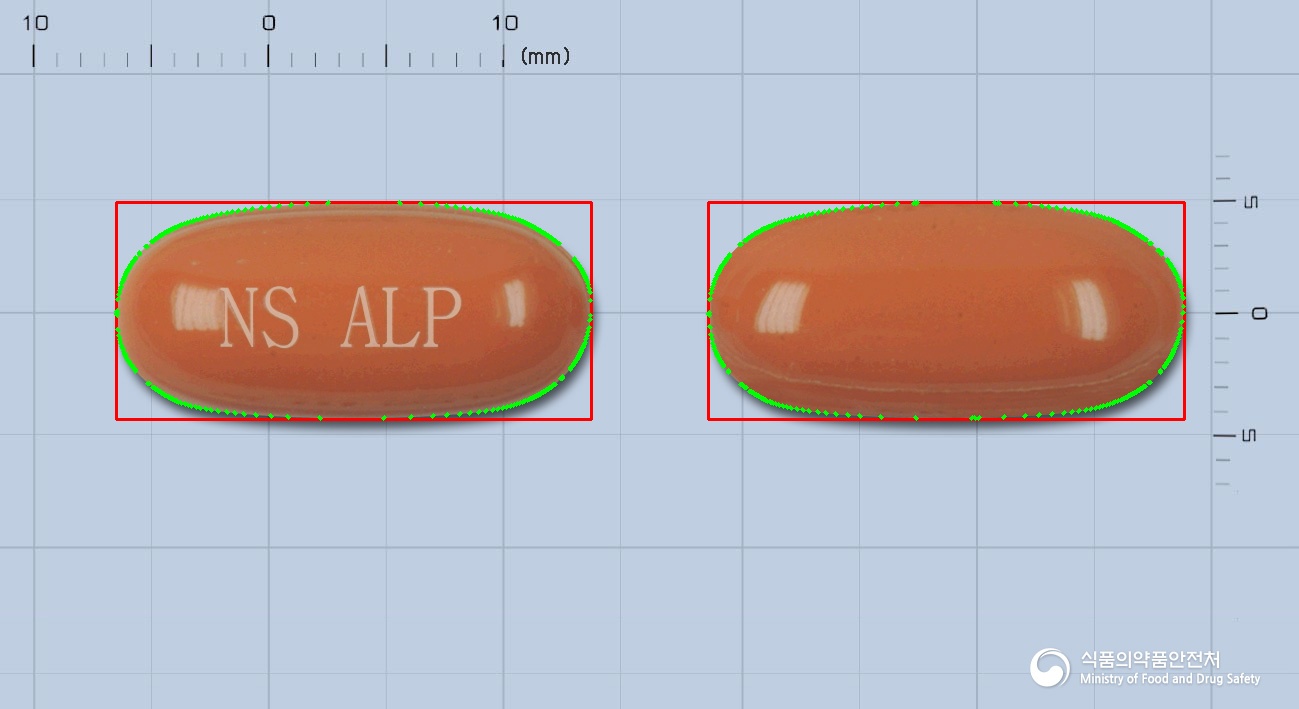 10 0 10
(mm)
NS ALP
5
0
5
식품의약품안전처
Ministry of Food and Drug Safety